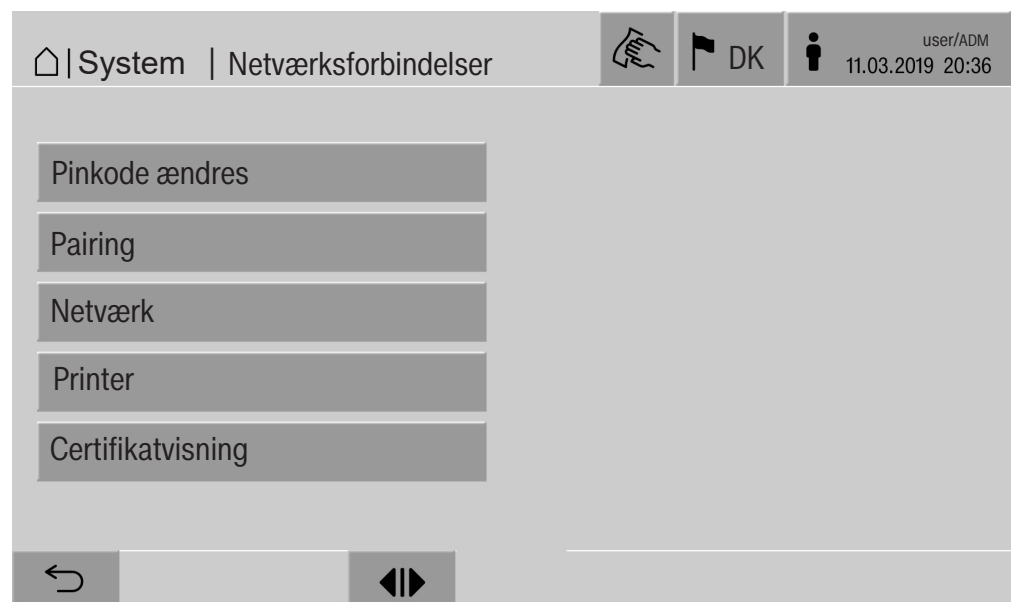 | System | Netværksforbindelser
DK
user/ADM
11.03.2019 20:36
Pinkode ændres
Pairing
Netværk
Printer
Certifikatvisning